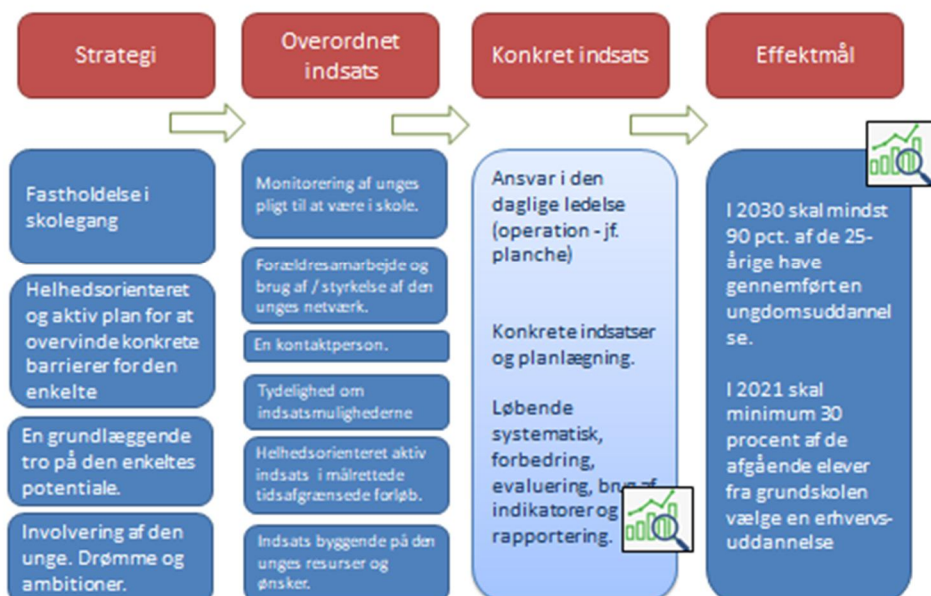 Strategi
Overordnet
indsats
Konkret indsats
Effektmål
Fastholdelse i
skolegang
Helhedsorienteret
og aktiv plan for at
overvinde konkrete
barrierer for den
enkelte
En grundlæggende
tro på den enkeltes
potentiale.
Involvering af den
unge. Drømme og
ambitioner.
Monitorering af unges
pligt til at være i skole.
Forældresamarbejde og
brug af / styrkelse af den
unges netværk.
En kontaktperson.
Tydelighed om
indsatsmulighederne
Helhedsorienteret aktiv
indsats i målrettede
tidsafgrænsede forløb.
Indsats byggende på den
unges resurser og
ønsker.
Ansvar i den
daglige ledelse
(operation - jf.
planche)
Konkrete indsatser
og planlægning.
Løbende
systematisk,
forbedring,
evaluering, brug af
indikatorer og
rapportering.
I 2030 skal mindst
90 pct. af de 25-
årige have
gennemført en
ungdomsuddannel
se.
I 2021 skal
minimum 30
procent af de
afgående elever
fra grundskolen
vælge en erhvervs-
uddannelse